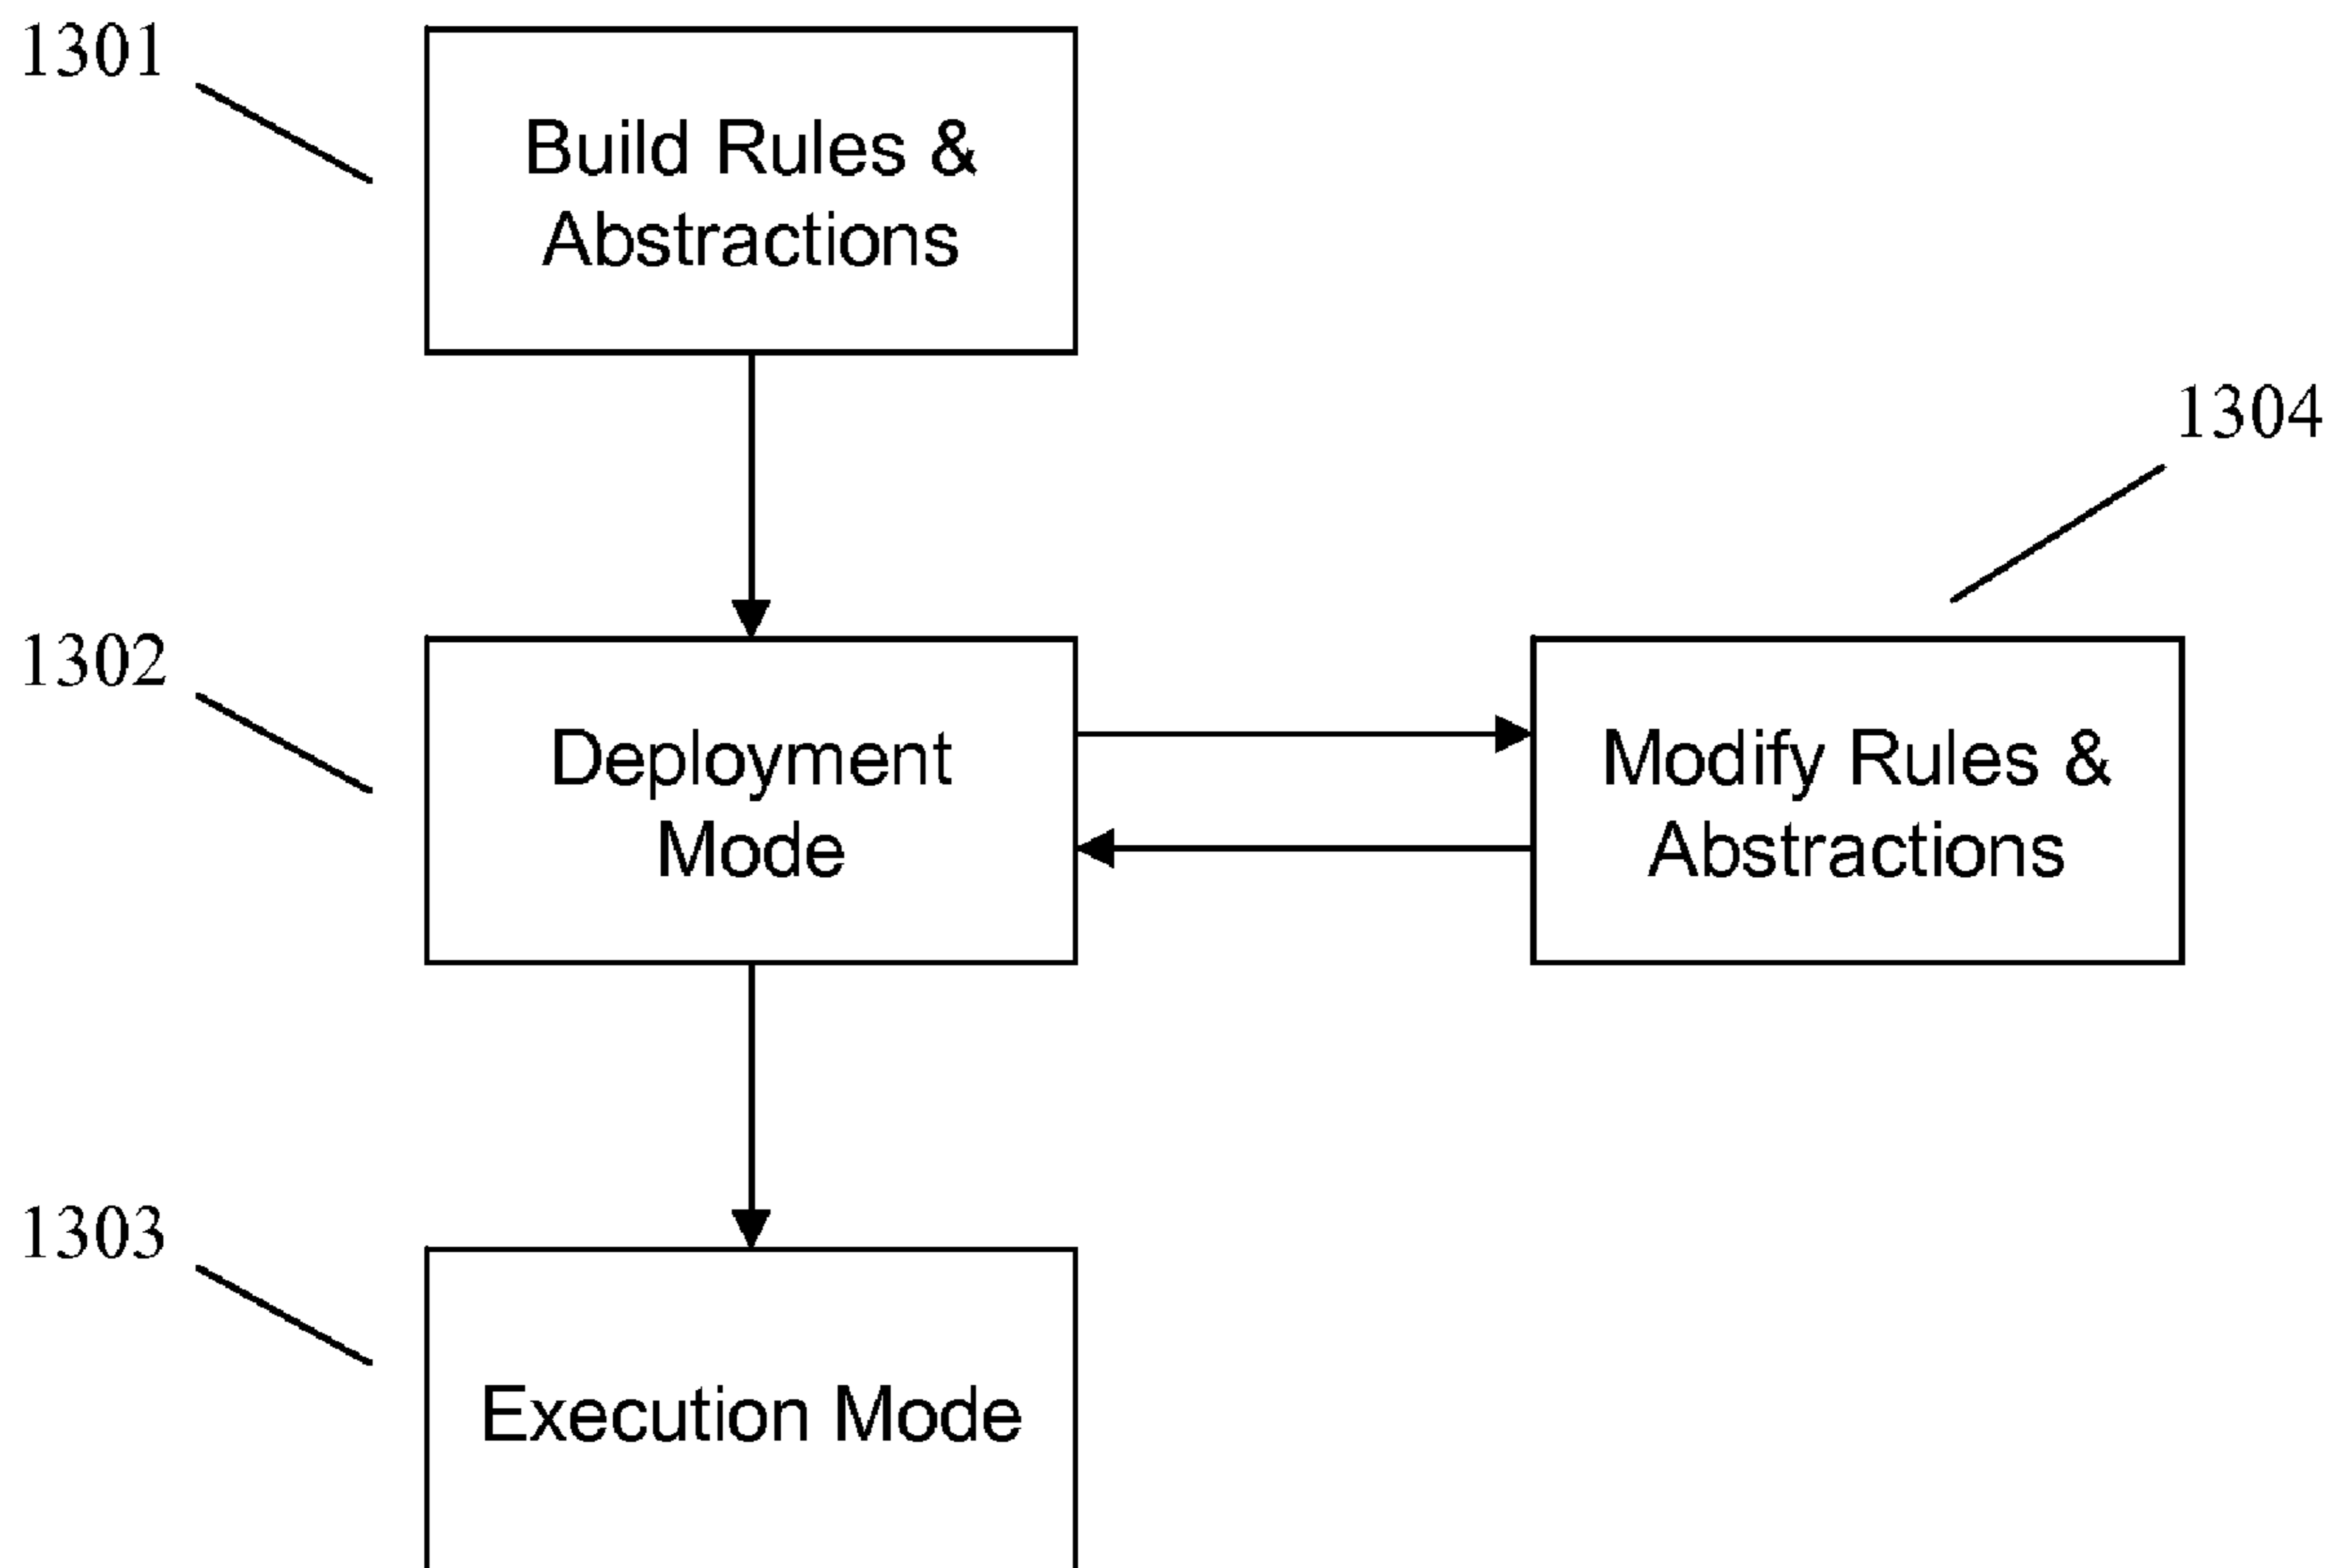 1301
Build Rules &
Abstractions
1304
1302
Deployment
Mode
Modify Rules &
Abstractions
1303
Execution Mode